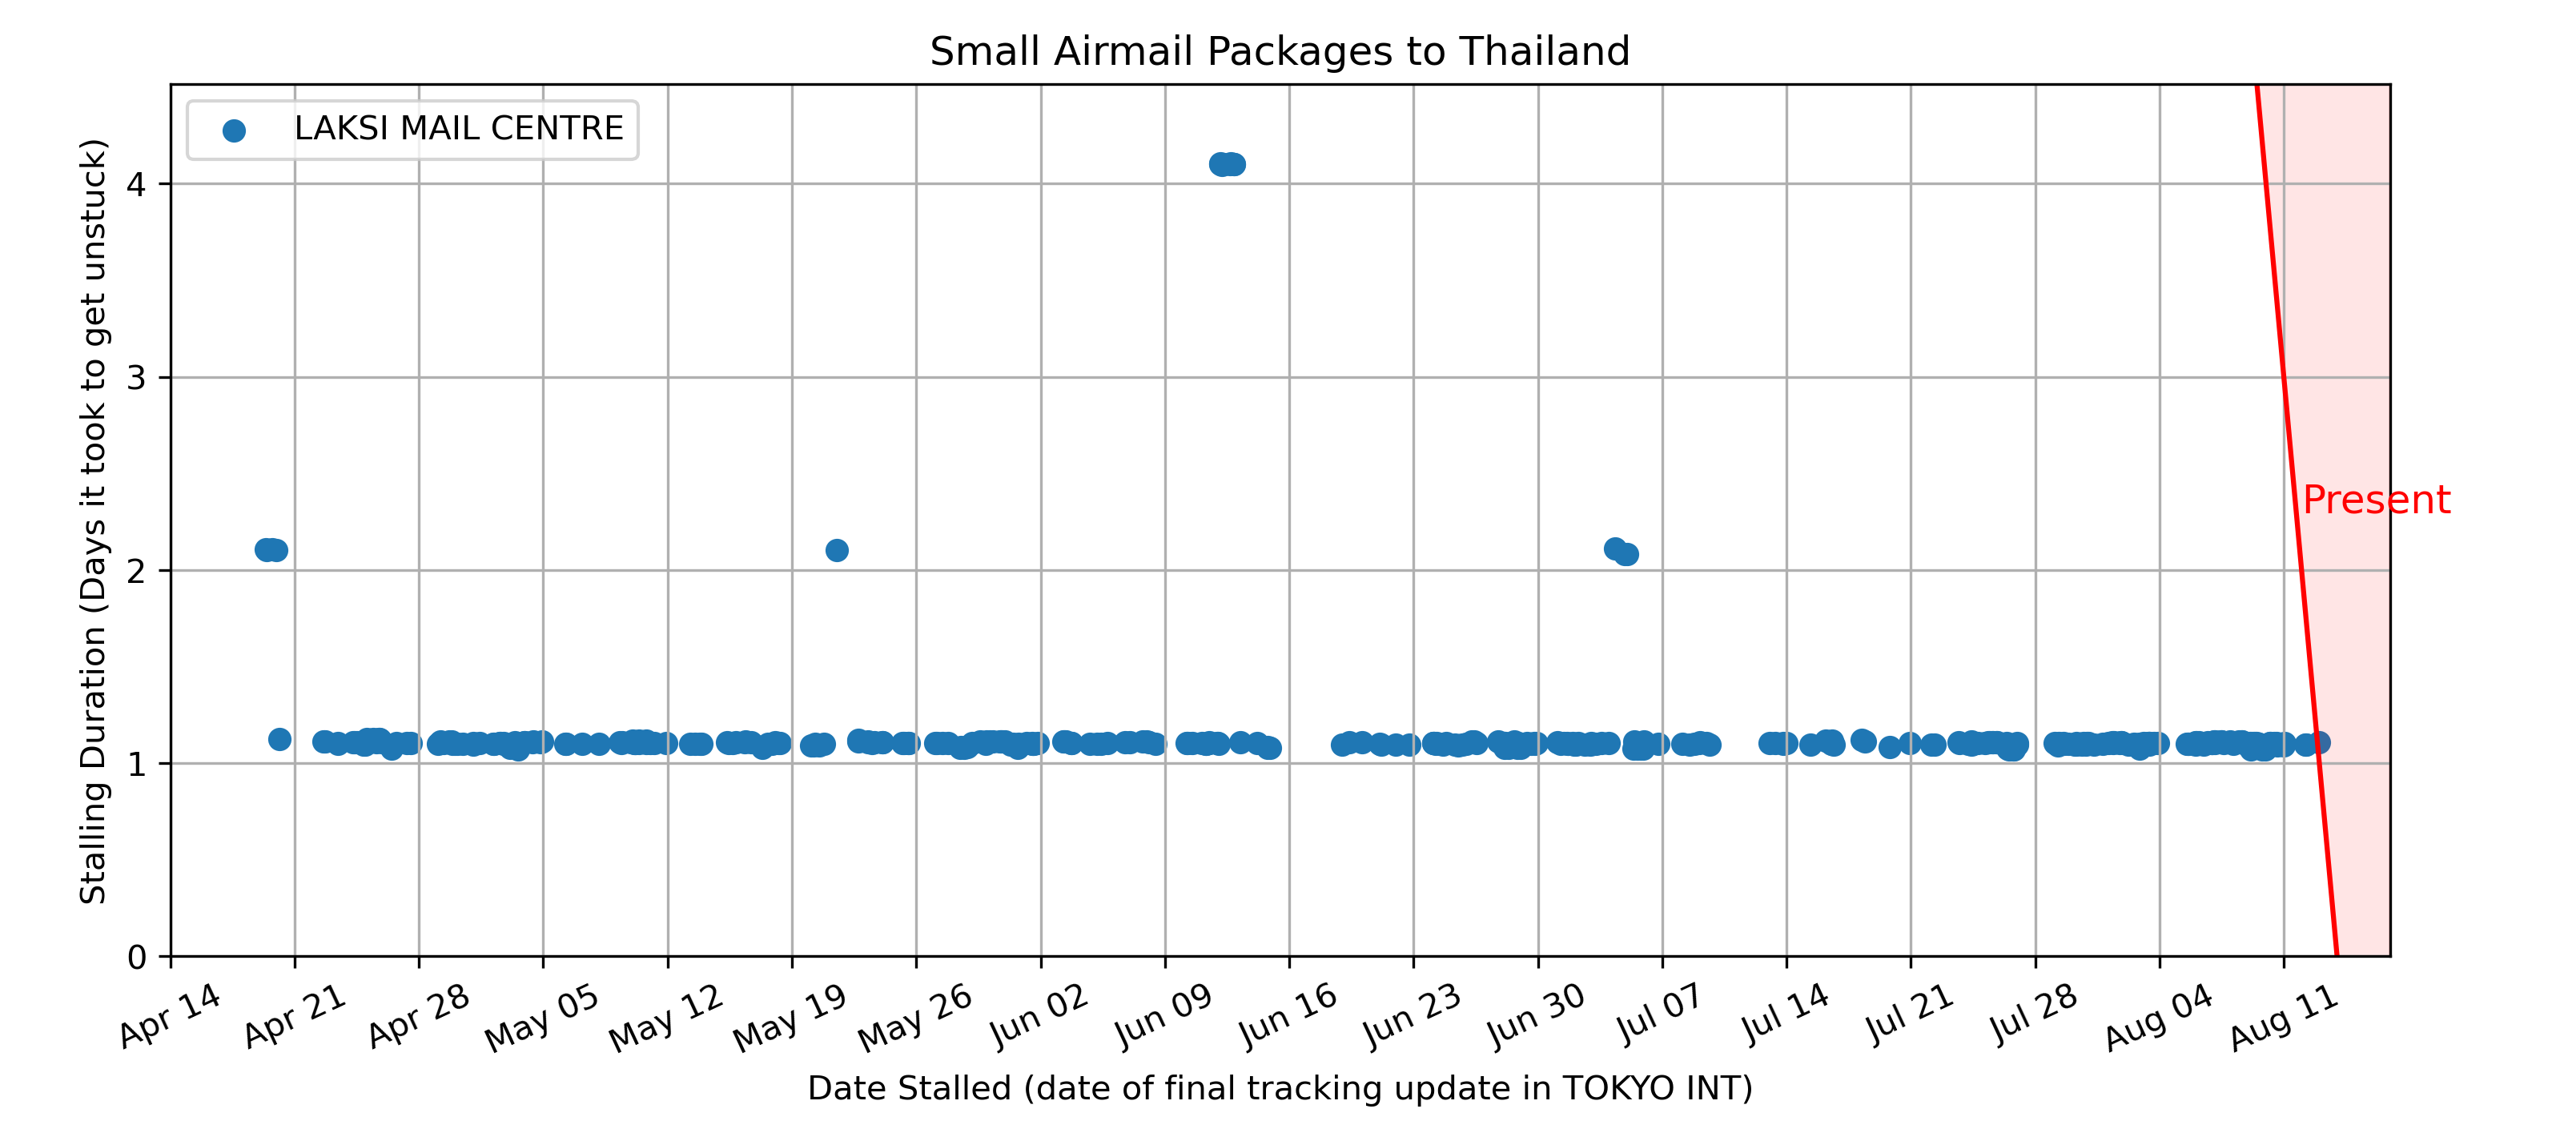 Small Airmail Packages to Thailand
LAKSI MAIL CENTRE
Stalling Duration (Days it took to get unstuck)
4
3
2
1
0
Present
Apr 14
Apr 21
Apr 28
May 05
May 12
May 19
May 26
Jun 02
Jun 09
Jun 16
Jun 23
Jun 30
Jul 07
Jul 14
Jul 21
Jul 28
Aug 04
Aug 11
Date Stalled (date of final tracking update in TOKYO INT)